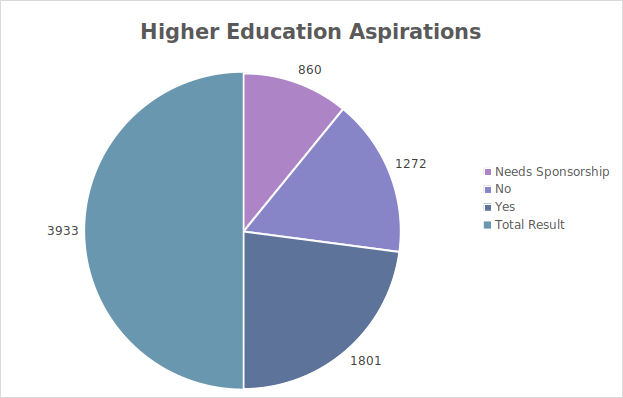 Higher Education Aspirations
860
1272
3933
1801
Needs Sponsorship
No
Yes
Total Result